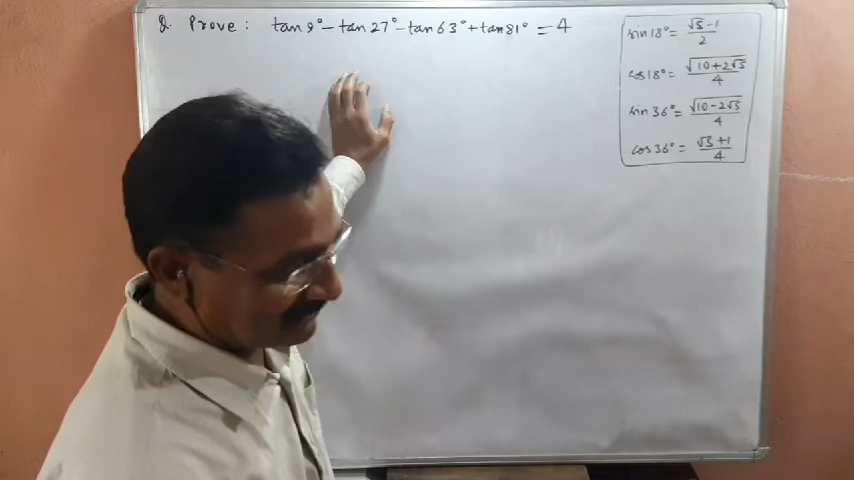 Q. Prove: tan 9° - tan 27° - tan 63° + tan 81° = 4
sin 18° = √5-1/2
cos 18° = √10+2√5/4
sin 36° = √10-2√5/4
cos 36° = √5+1/4